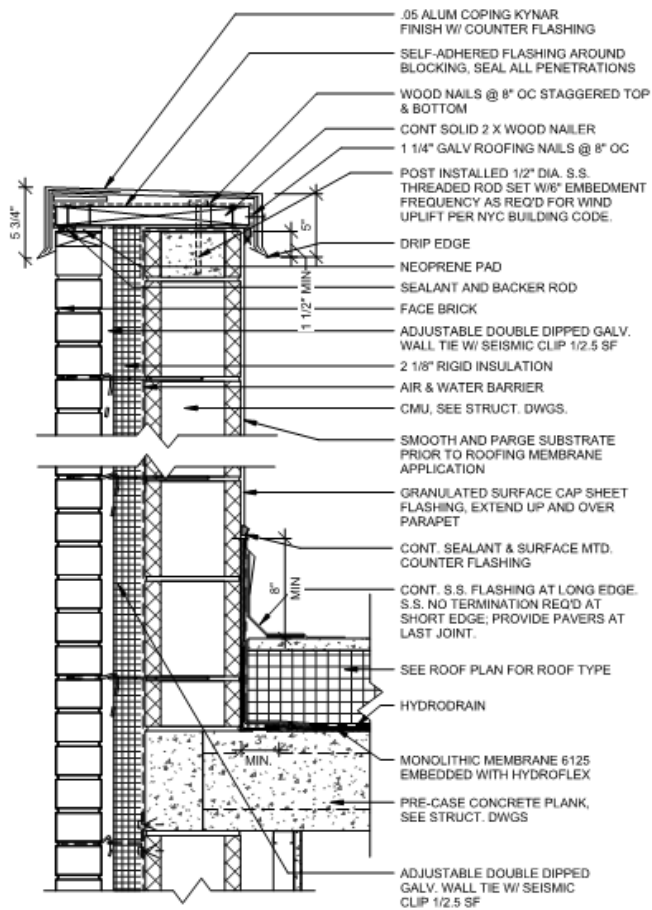 .05 ALUM COPING KYNAR
FINISH W/ COUNTER FLASHING
SELF-ADHERED FLASHING AROUND
BLOCKING, SEAL ALL PENETRATIONS
WOOD NAILS @ 8" OC STAGGERED TOP
& BOTTOM
CONT SOLID 2 X WOOD NAILER
1 1/4" GALV ROOFING NAILS @ 8" OC
POST INSTALLED 1/2" DIA. S.S.
THREADED ROD SET W/6" EMBEDMENT
FREQUENCY AS REQ'D FOR WIND
UPLIFT PER NYC BUILDING CODE.
5 3/4"
5"
1 1/2" MIN
DRIP EDGE
NEOPRENE PAD
SEALANT AND BACKER ROD
FACE BRICK
ADJUSTABLE DOUBLE DIPPED GALV.
WALL TIE W/ SEISMIC CLIP 1/2.5 SF
2 1/8" RIGID INSULATION
AIR & WATER BARRIER
CMU, SEE STRUCT. DWGS.
SMOOTH AND PARGE SUBSTRATE
PRIOR TO ROOFING MEMBRANE
APPLICATION
GRANULATED SURFACE CAP SHEET
FLASHING, EXTEND UP AND OVER
PARAPET
CONT. SEALANT & SURFACE MTD.
COUNTER FLASHING
8"
MIN
CONT. S.S. FLASHING AT LONG EDGE.
S.S. NO TERMINATION REQ'D AT
SHORT EDGE; PROVIDE PAVERS AT
LAST JOINT.
SEE ROOF PLAN FOR ROOF TYPE
HYDRODRAIN
3"
MIN.
MONOLITHIC MEMBRANE 6125
EMBEDDED WITH HYDROFLEX
PRE-CASE CONCRETE PLANK,
SEE STRUCT. DWGS
ADJUSTABLE DOUBLE DIPPED
GALV. WALL TIE W/ SEISMIC
CLIP 1/2.5 SF